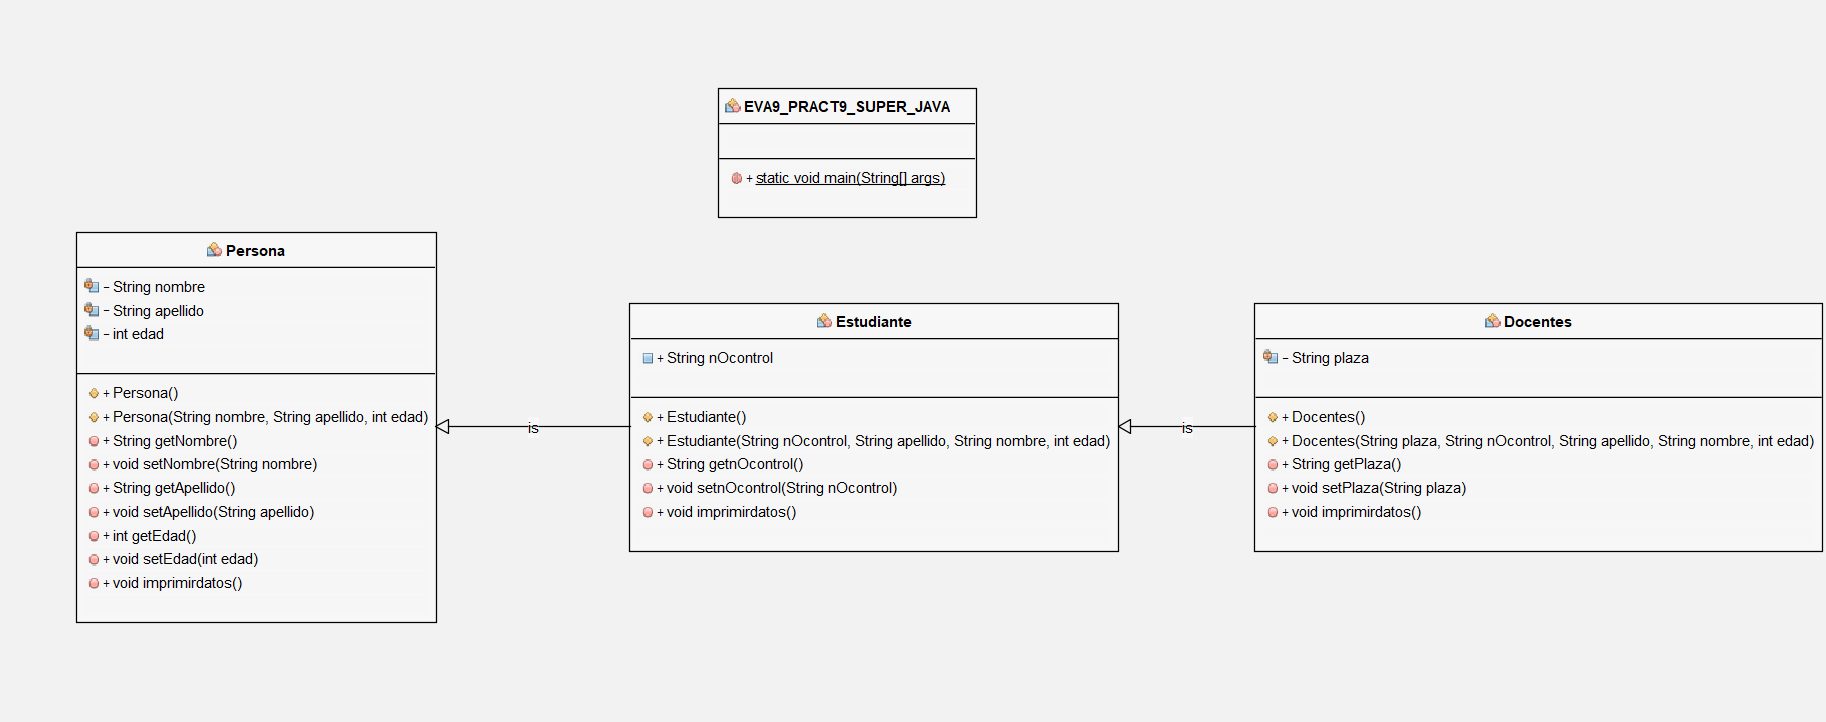 EVA9_PRACT9_SUPER_JAVA
+ static void main(String[] args)
Persona
- String nombre
- String apellido
- int edad
+ Persona()
+ Persona(String nombre, String apellido, int edad)
+ String getNombre()
+ void setNombre(String nombre)
+ String getApellido()
+ void setApellido(String apellido)
+ int getEdad()
+ void setEdad(int edad)
+ void imprimirdatos()
is
Estudiante
+ String nOcontrol
+ Estudiante()
+ Estudiante(String nOcontrol, String apellido, String nombre, int edad)
+ String getnOcontrol()
+ void setnOcontrol(String nOcontrol)
+ void imprimirdatos()
is
Docentes
- String plaza
+ Docentes()
+ Docentes(String plaza, String nOcontrol, String apellido, String nombre, int edad)
+ String getPlaza()
+ void setPlaza(String plaza)
+ void imprimirdatos()